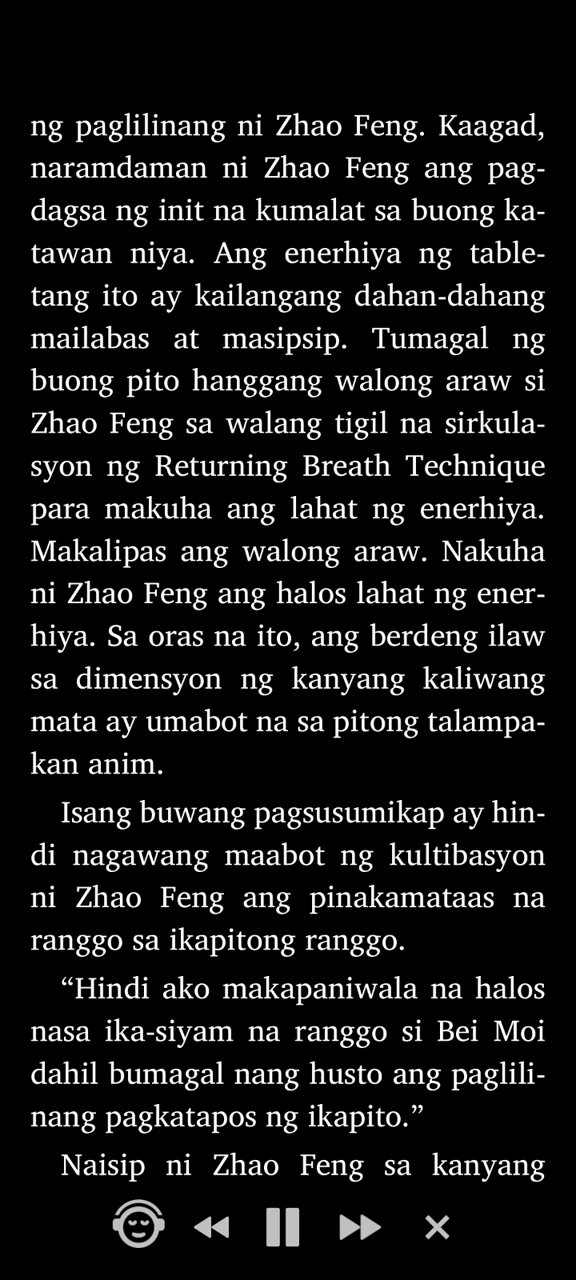 ng paglilinang ni Zhao Feng. Kaagad,
naramdaman ni Zhao Feng ang pag-
dagsa ng init na kumalat sa buong ka-
tawan niya. Ang enerhiya ng table-
tang ito ay kailangang dahan-dahang
mailabas at masipsip. Tumagal ng
buong pito hanggang walong araw si
Zhao Feng sa walang tigil na sirkula-
syon ng Returning Breath Technique
para makuha ang lahat ng enerhiya.
Makalipas ang walong araw. Nakuha
ni Zhao Feng ang halos lahat ng ener-
hiya. Sa oras na ito, ang berdeng ilaw
sa dimensyon ng kanyang kaliwang
mata ay umabot na sa pitong talampa-
kan anim.
Isang buwang pagsusumikap ay hin-
di nagawang maabot ng kultibasyon
ni Zhao Feng ang pinakamataas na
ranggo sa ikapitong ranggo.
“Hindi ako makapaniwala na halos
nasa ika-siyam na ranggo si Bei Moi
dahil bumagal nang husto ang paglili-
nang pagkatapos ng ikapito.”
Naisip ni Zhao Feng sa kanyang